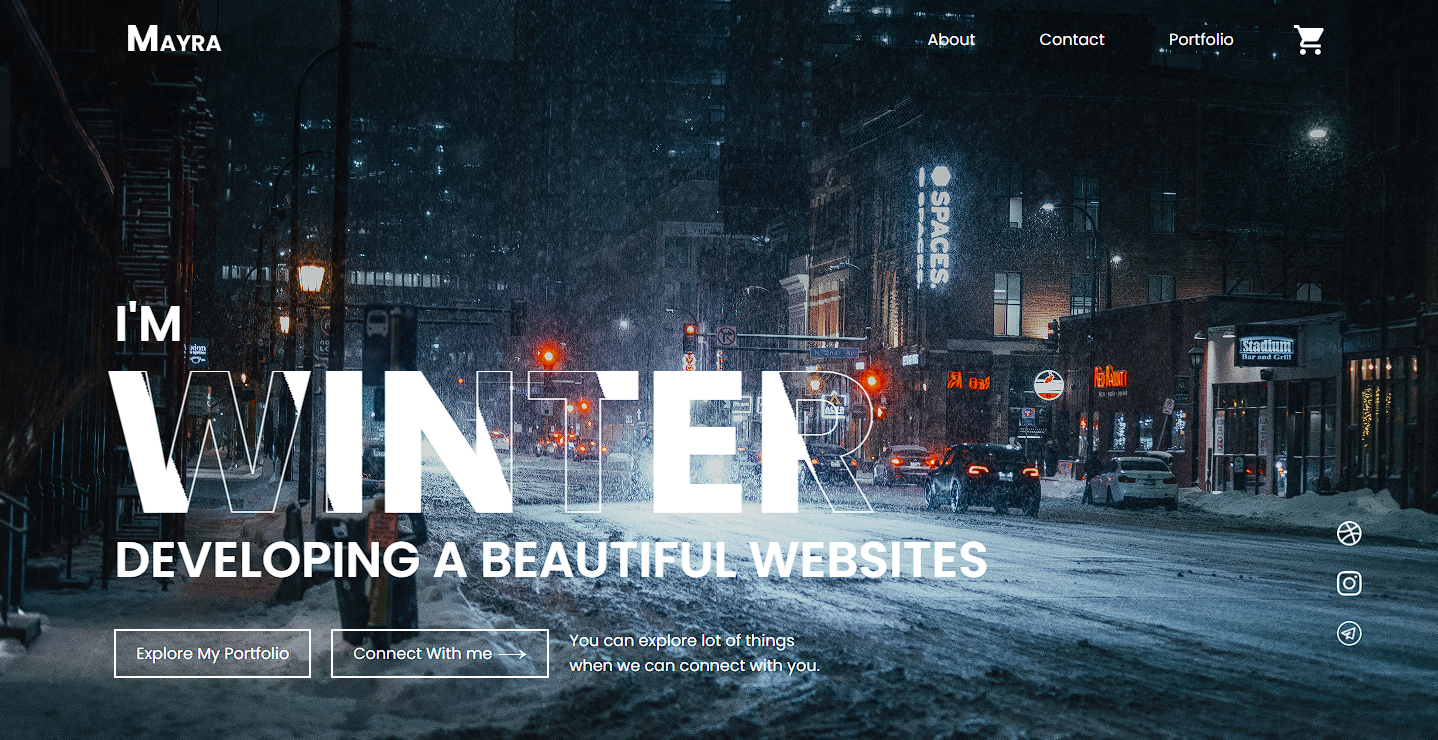 MAYRA
About Contact Portfolio
SPACES.
I'M
Stadium
Bar and Grill
WINTER
DEVELOPING A BEAUTIFUL WEBSITES
Explore My Portfolio
Connect With me
You can explore lot of things
when we can connect with you.